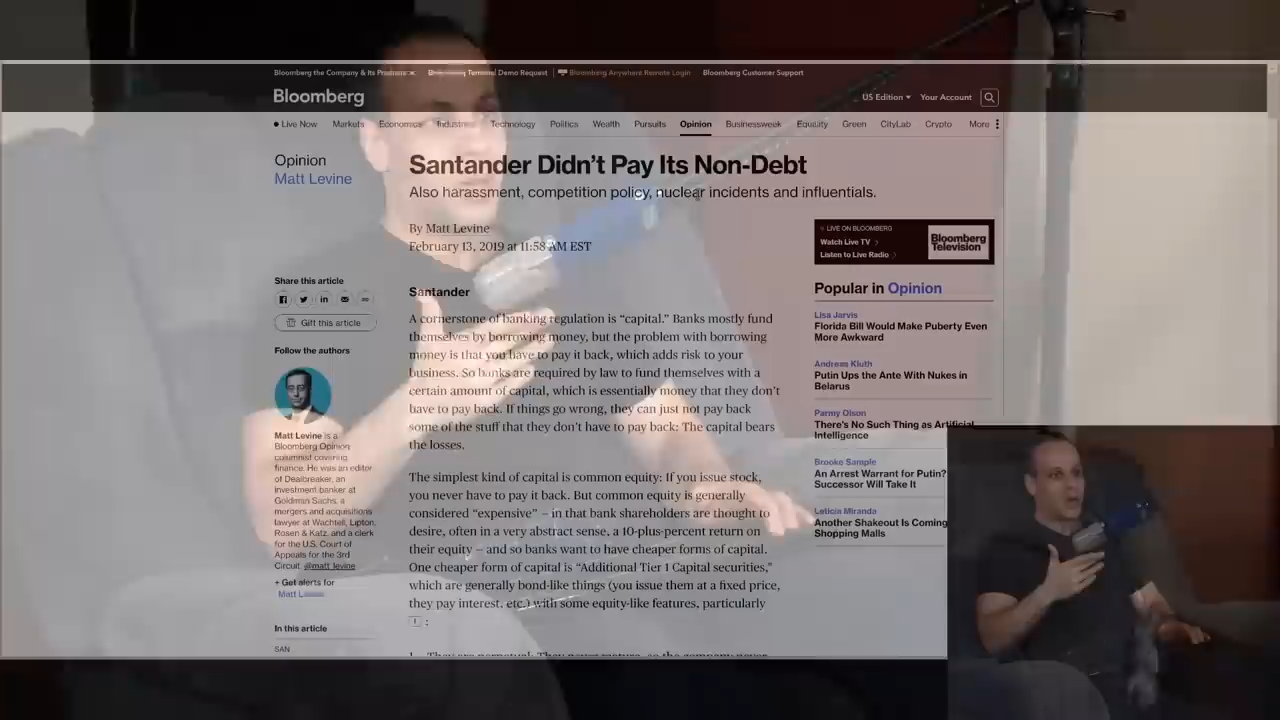 Bloomberg the Company & Its Products
Bloomberg Terminal Demo Request
Bloomberg Anywhere Remote Login
Bloomberg Customer Support
Bloomberg
US Edition
Your Account
Live Now
Markets
Economics
Industries
Technology
Politics
Wealth
Pursuits
Opinion
Businessweek
Equality
Green
CityLab
Crypto
More
Opinion
Matt Levine
Santander Didn't Pay Its Non-Debt
Also harassment, competition policy, nuclear incidents and influentials.
By Matt Levine
February 13, 2019 at 11:58 AM EST
Share this article
Gift this article
Follow the authors
Matt Levine is a
Bloomberg Opinion
columnist covering
finance. He was an editor
of Dealbreaker, an
investment banker at
Goldman Sachs, a
mergers and acquisitions
lawyer at Wachtell, Lipton,
Rosen & Katz, and a clerk
for the U.S. Court of
Appeals for the 3rd
Circuit. @matt_levine
+ Get alerts for
Matt Levine
In this article
SAN
Santander
A cornerstone of banking regulation is “capital.” Banks mostly fund
themselves by borrowing money, but the problem with borrowing
money is that you have to pay it back, which adds risk to your
business. So banks are required by law to fund themselves with a
certain amount of capital, which is essentially money that they don’t
have to pay back. If things go wrong, they can just not pay back
some of the stuff that they don’t have to pay back: The capital bears
the losses.
The simplest kind of capital is common equity: If you issue stock,
you never have to pay it back. But common equity is generally
considered “expensive” – in that bank shareholders are thought to
desire, often in a very abstract sense, a 10-plus-percent return on
their equity – and so banks want to have cheaper forms of capital.
One cheaper form of capital is “Additional Tier 1 Capital securities,”
which are generally bond-like things (you issue them at a fixed price,
they pay interest, etc.) with some equity-like features, particularly
:
1. They are perpetual: They never mature, so the company never
LIVE ON BLOOMBERG
Watch Live TV
Listen to Live Radio
Bloomberg
Television
Popular in Opinion
Lisa Jarvis
Florida Bill Would Make Puberty Even
More Awkward
Andreas Kluth
Putin Ups the Ante With Nukes in
Belarus
Parmy Olson
There's No Such Thing as Artificial
Intelligence
Brooke Sample
An Arrest Warrant for Putin?
Successor Will Take It
Leticia Miranda
Another Shakeout Is Coming
Shopping Malls